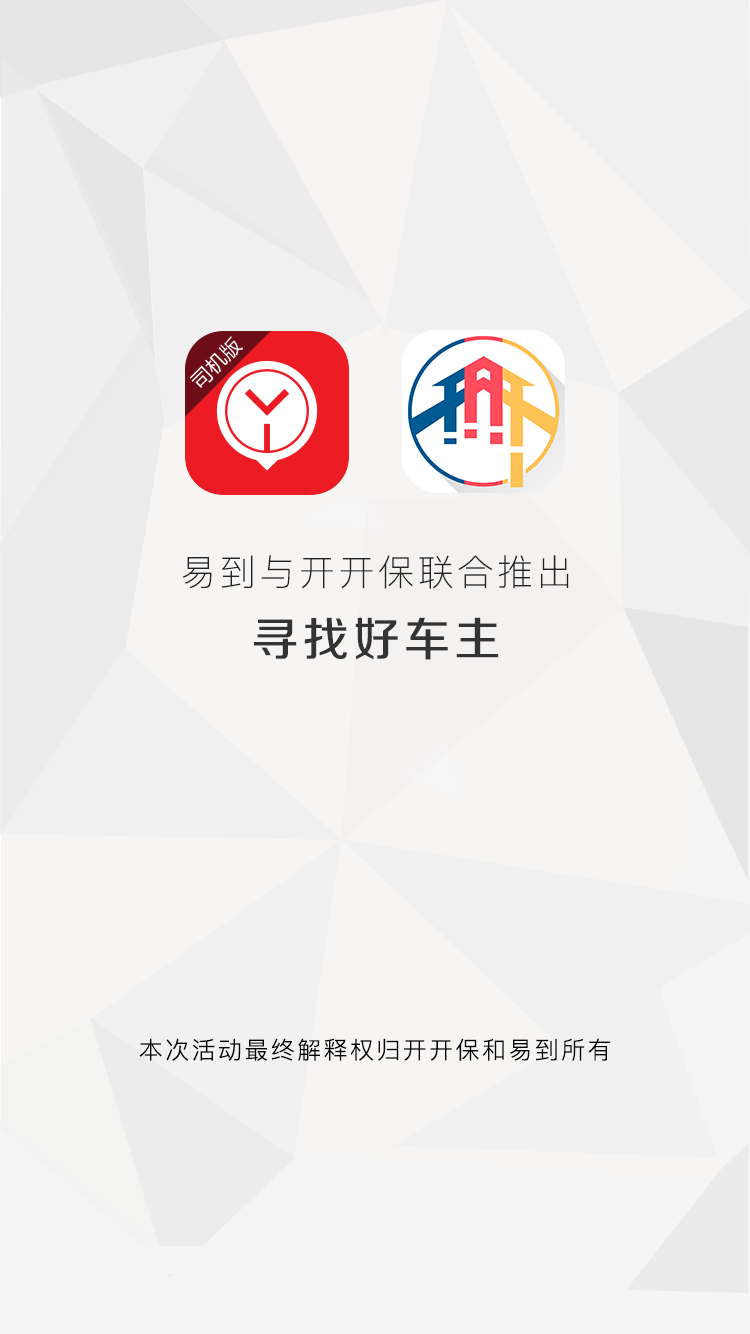 司机版
易到与开开保联合推出
寻找好车主
本次活动最终解释权归开开保和易到所有